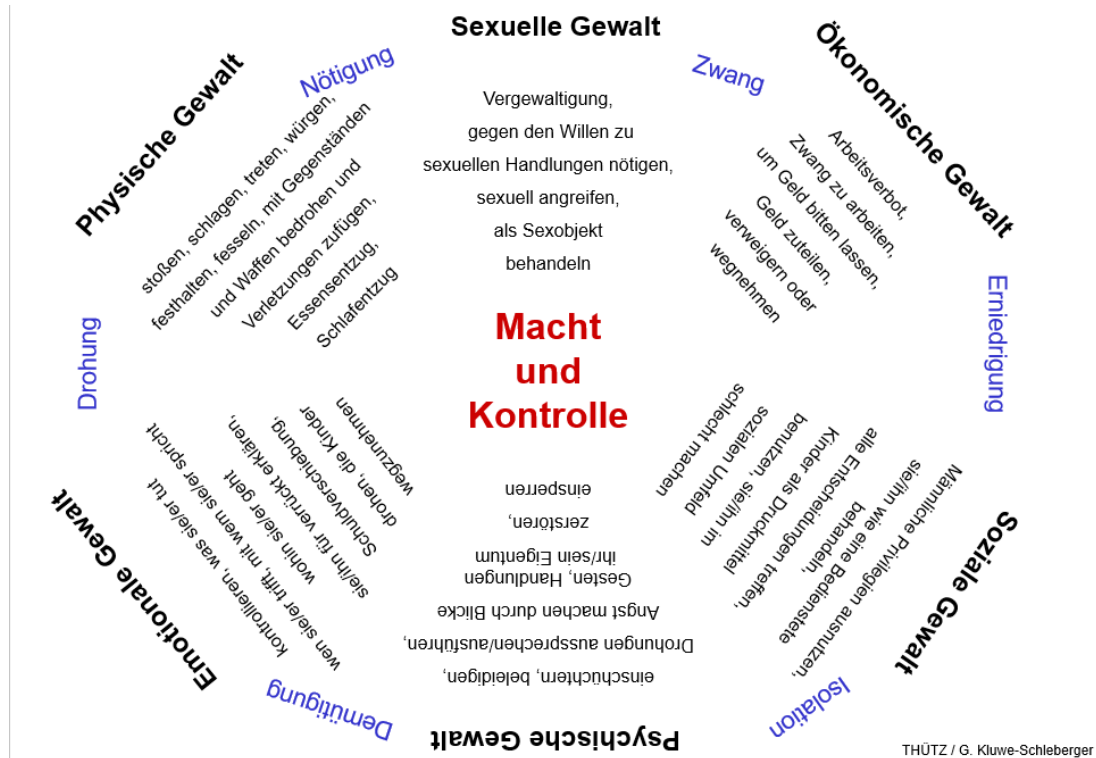 Sexuelle Gewalt
Vergewaltigung,
gegen den Willen zu
sexuellen Handlungen nötigen,
sexuell angreifen,
als Sexobjekt
behandeln
Zwang
Ökonomische Gewalt
Arbeitsverbot,
Zwang zu arbeiten,
um Geld bitten lassen,
Geld zuteilen,
verweigern oder
wegnehmen
Erniedrigung
Soziale Gewalt
Männliche Privilegien ausnutzen,
sie/ihn wie eine Bedienstete
behandeln,
alle Entscheidungen treffen,
Kinder als Druckmittel
benutzen, sie/ihn im
sozialen Umfeld
schlecht machen
Isolation
Psychische Gewalt
einschüchtern, beleidigen,
Drohungen aussprechen/ausführen,
Angst machen durch Blicke
Gesten, Handlungen
ihr/sein Eigentum
zerstören,
einsperren
Demütigung
Emotionale Gewalt
kontrollieren, was sie/er tut
wen sie/er trifft, mit wem sie/er spricht
wohin sie/er geht
sie/ihn für verrückt erklären,
Schuldverschiebung,
drohen, die Kinder
wegzunehmen
Drohung
Physische Gewalt
stoßen, schlagen, treten, würgen,
festhalten, fesseln, mit Gegenständen
und Waffen bedrohen und
Verletzungen zufügen,
Essensentzug,
Schlafentzug
Nötigung
Macht
und
Kontrolle
THÜTZ / G. Kluwe-Schleberger